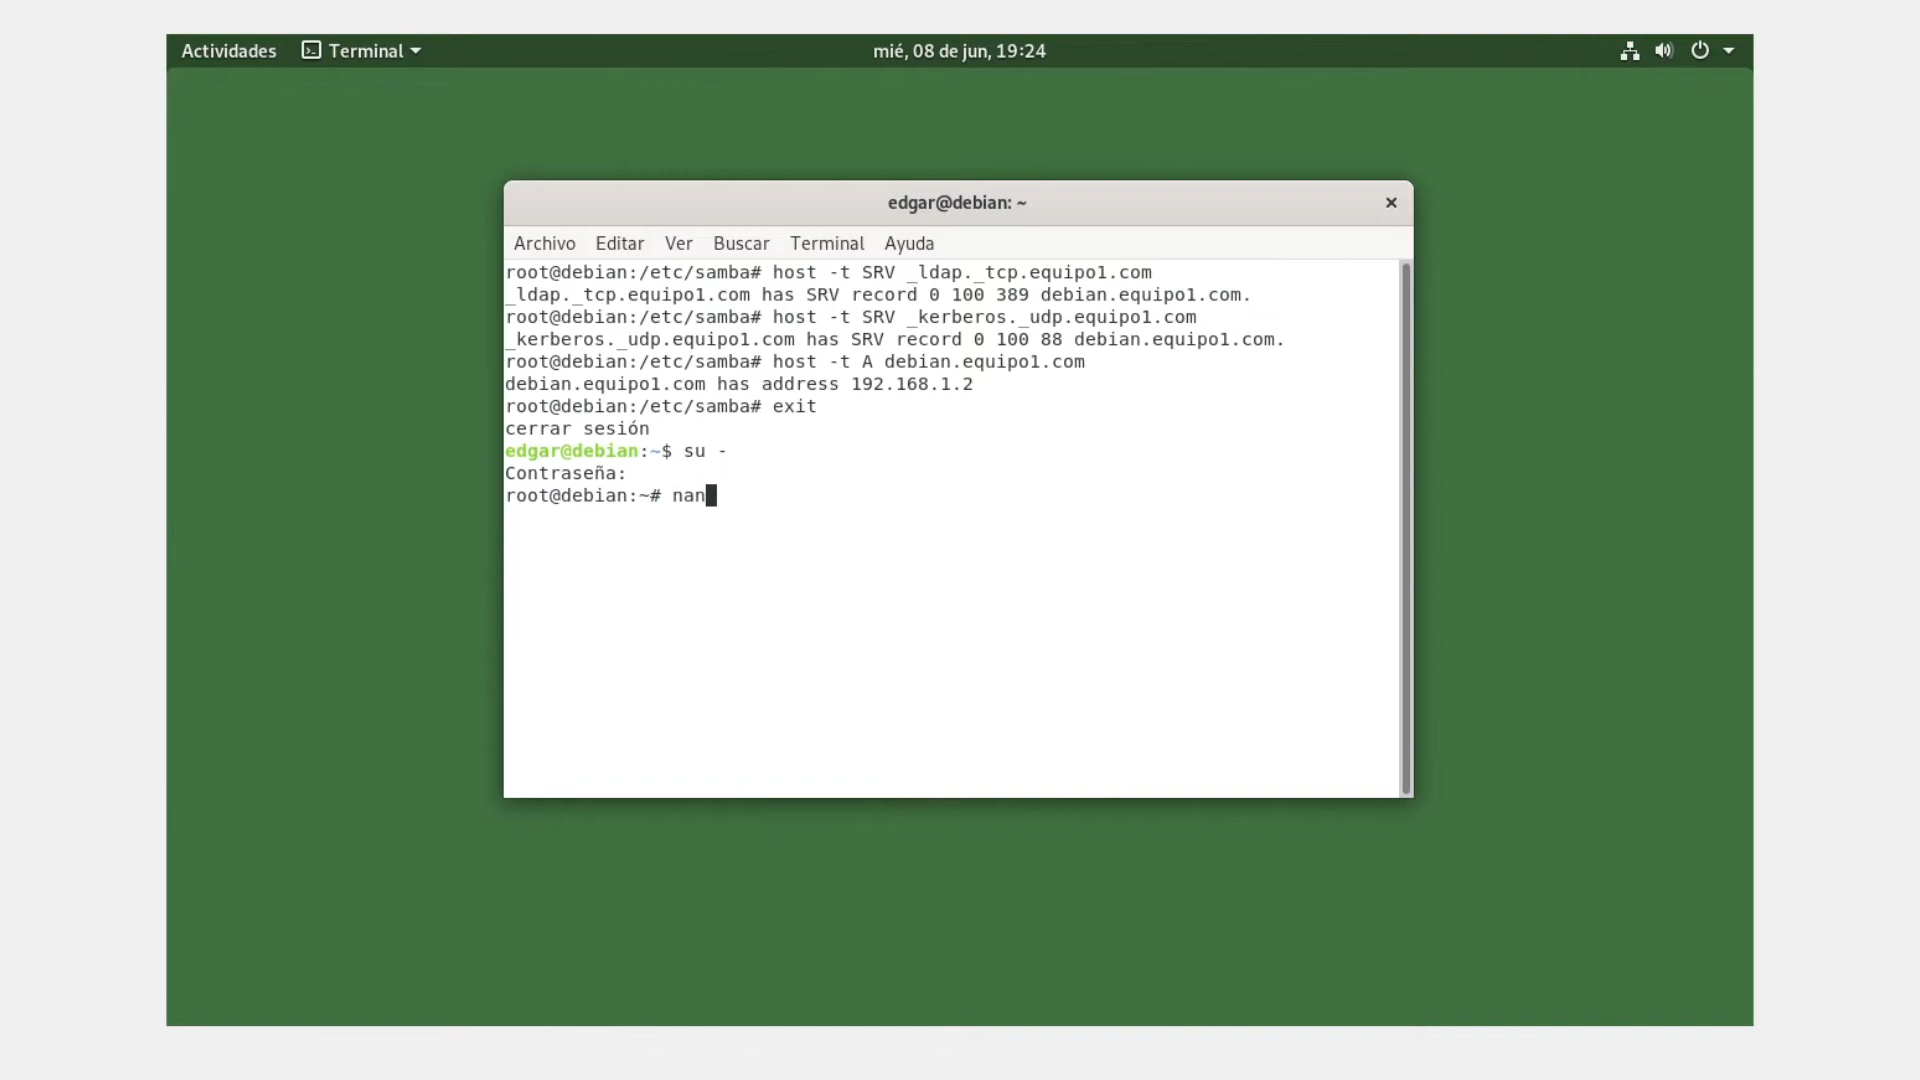 Actividades Terminal mié, 08 de jun, 19:24
edgar@debian: ~
Archivo Editar Ver Buscar Terminal Ayuda
root@debian:/etc/samba# host -t SRV _ldap._tcp.equipo1.com
_ldap._tcp.equipo1.com has SRV record 0 100 389 debian.equipo1.com.
root@debian:/etc/samba# host -t SRV _kerberos._udp.equipo1.com
_kerberos._udp.equipo1.com has SRV record 0 100 88 debian.equipo1.com.
root@debian:/etc/samba# host -t A debian.equipo1.com
debian.equipo1.com has address 192.168.1.2
root@debian:/etc/samba# exit
cerrar sesión
edgar@debian:~$ su -
Contraseña:
root@debian:~# nan